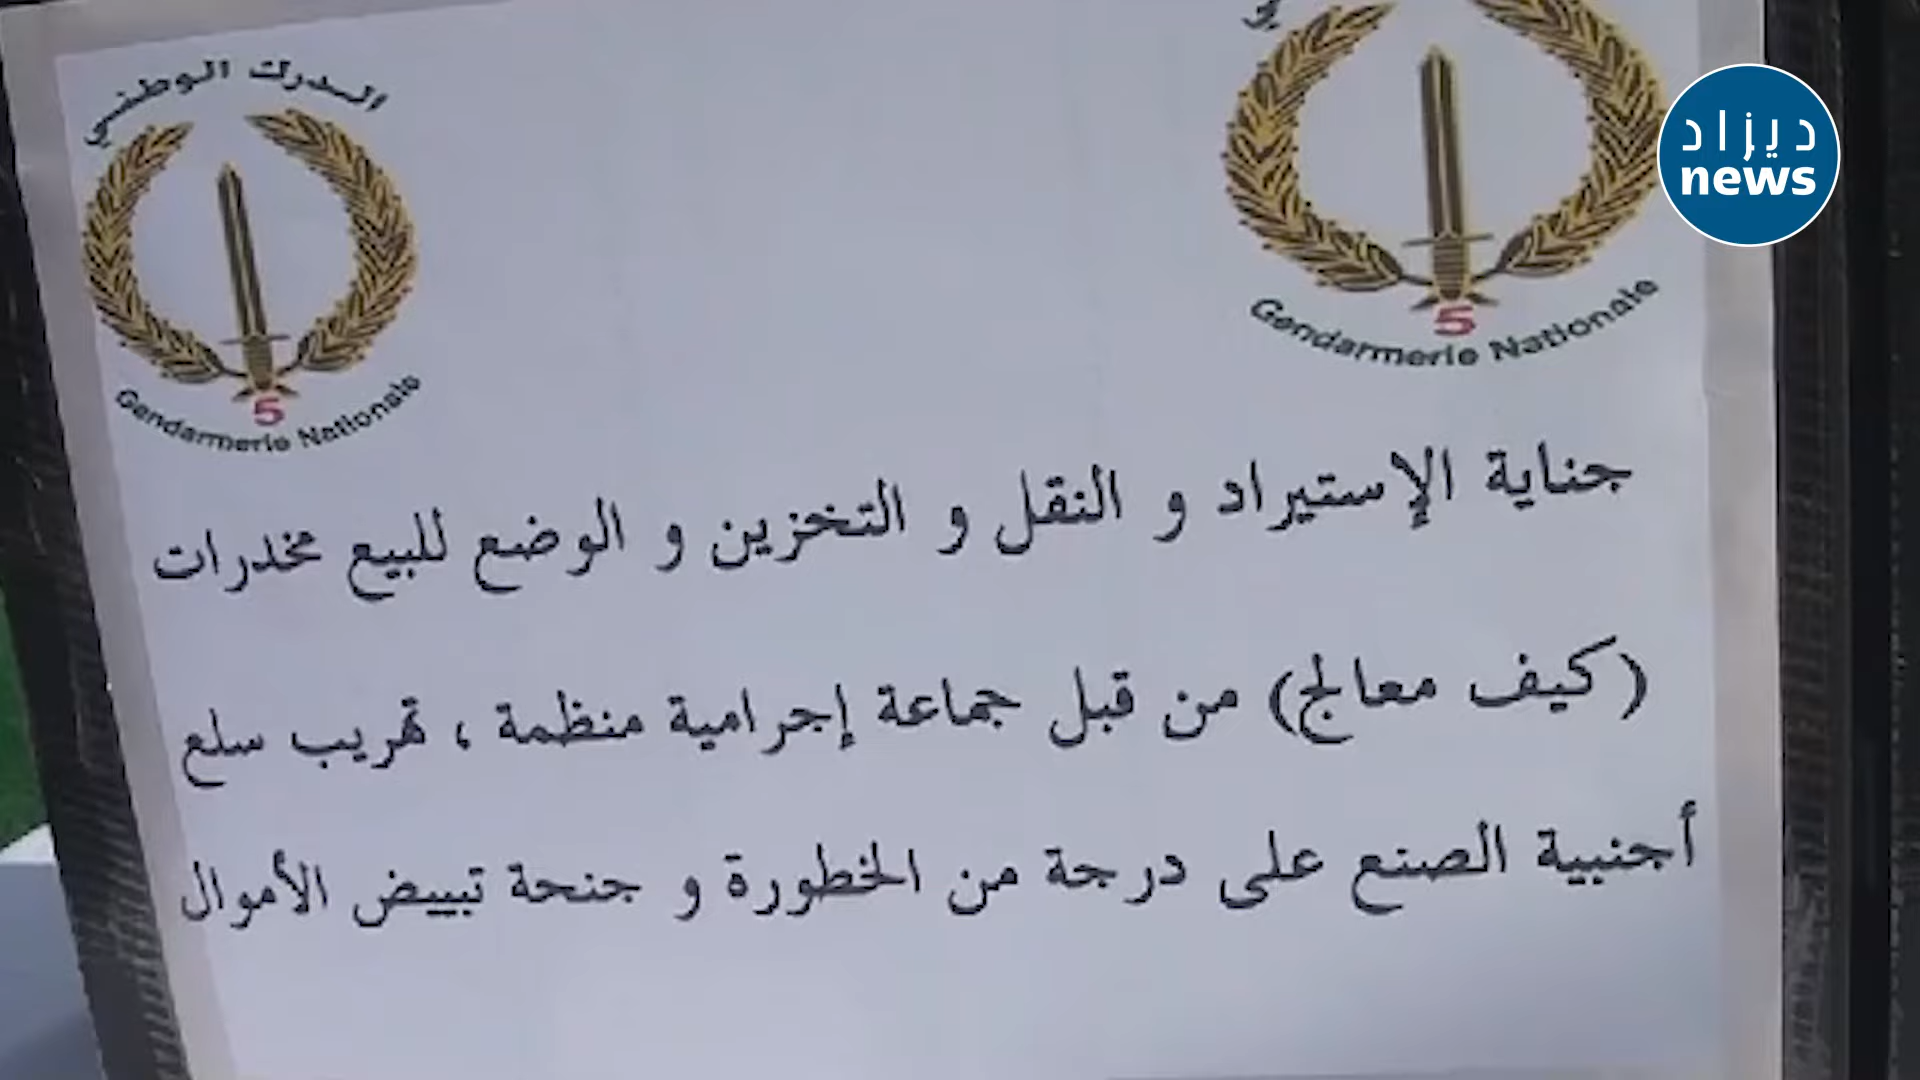 الدرك الوطني
5
Gendarmerie Nationale
5
Gendarmerie Nationale
ديزاد
news
جناية الإستيراد و النقل و التخزين و الوضع للبيع مخدرات
(كيف معالج) من قبل جماعة إجرامية منظمة ، تهريب سلع
أجنبية الصنع على درجة من الخطورة و جنحة تبييض الأموال